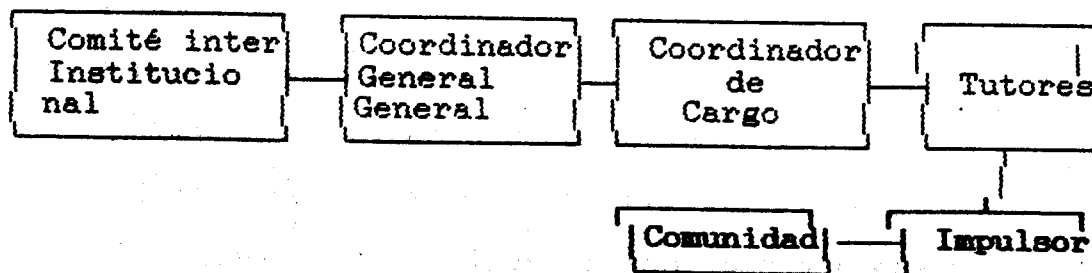 Comité inter
Institucio
nal
Coordinador
General
General
Coordinador
de
Cargo
Tutores
Comunidad
Impulsor